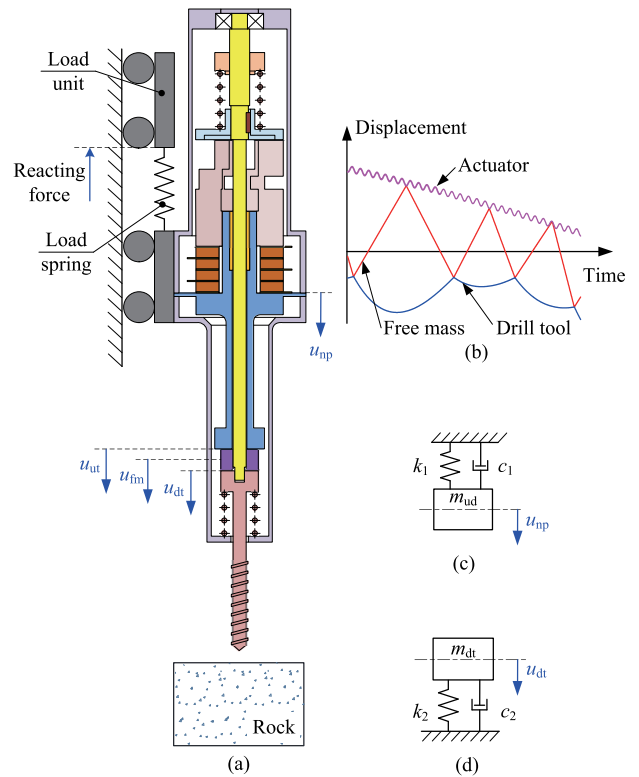 Load
unit
Reacting
force
Load
spring
u_np
u_ut
u_fm
u_dt
Rock
(a)
Displacement
Actuator
Time
Free mass
Drill tool
(b)
k_1
c_1
m_ud
u_np
(c)
m_dt
u_dt
k_2
c_2
(d)